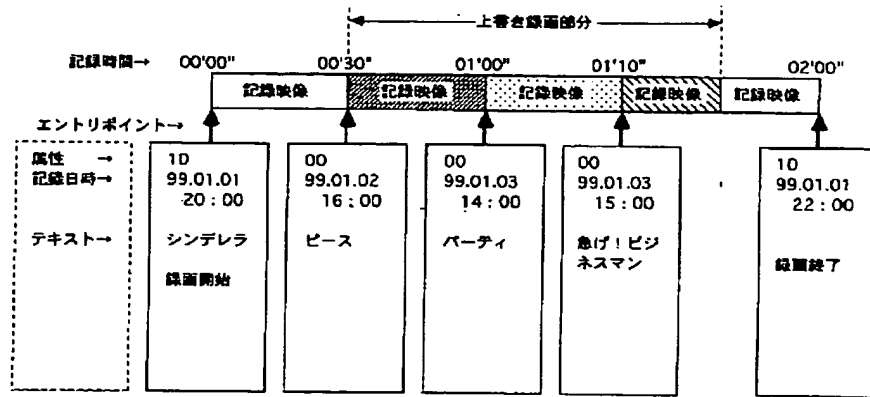 上書き録画部分
記録時間→ 00'00" 00'30" 01'00" 01'10" 02'00"
記録映像 記録映像 記録映像 記録映像 記録映像
エントリポイント→
属性 → 10 00 00 00 10
記録日時→ 99.01.01 99.01.02 99.01.03 99.01.03 99.01.01
20:00 16:00 14:00 15:00 22:00
テキスト→ シンデレラ ピース パーティ 急げ!ビジ
ネスマン
録画開始 録画終了